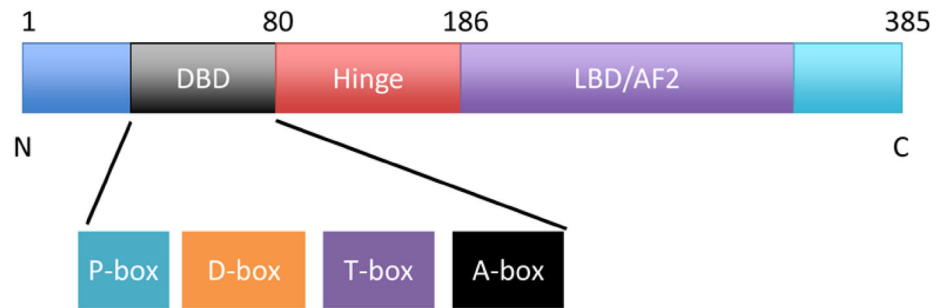 1 80 186 385
DBD Hinge LBD/AF2
N C
P-box D-box T-box A-box